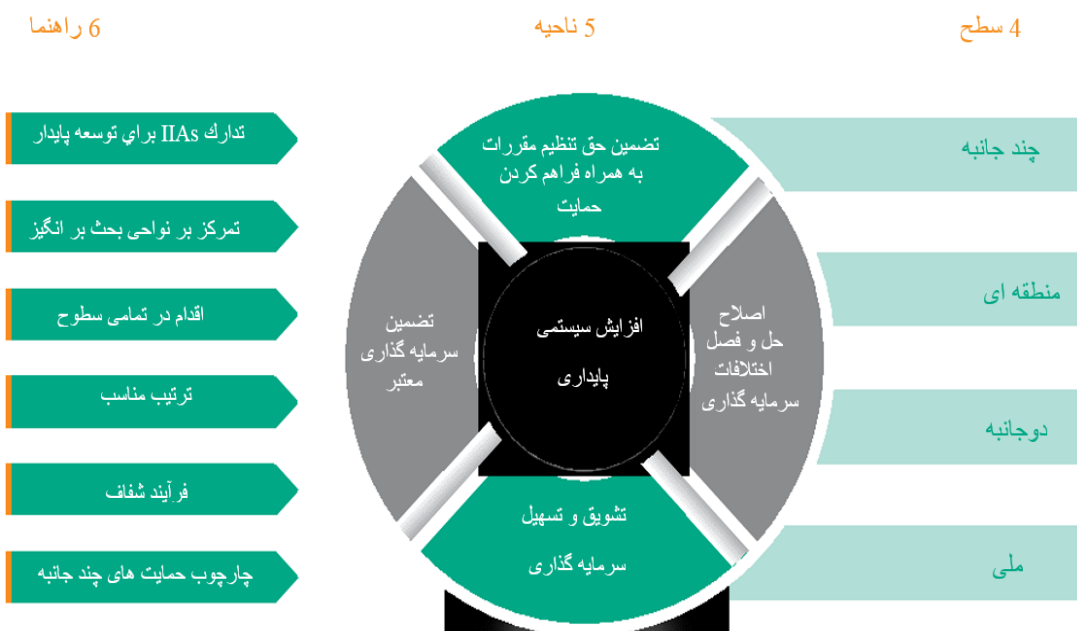 4 سطح
5 ناحیه
6 راهنما
چند جانبه
منطقه ای
دوجانبه
ملی
تضمین حق تنظیم مقررات
به همراه فراهم کردن
حمایت
اصلاح
حل و فصل
اختلافات
سرمایه گذاری
افزایش سیستمی
پایداری
تضمین
سرمایه گذاری
معتبر
تشویق و تسهیل
سرمایه گذاری
تدارك IIAs براي توسعه پایدار
تمرکز بر نواحی بحث بر انگیز
اقدام در تمامی سطوح
ترتیب مناسب
فرآیند شفاف
چارچوب حمایت های چند جانبه